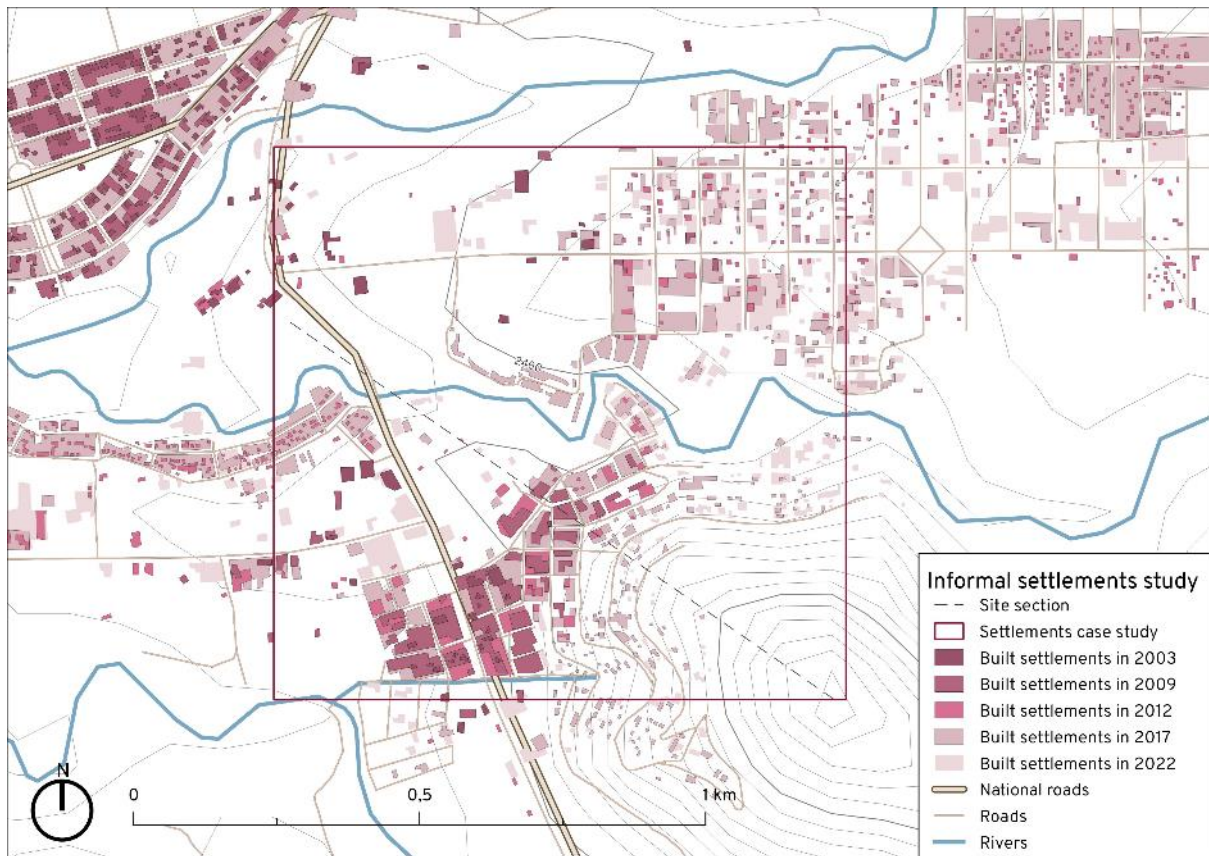 2460
Informal settlements study
Site section
Settlements case study
Built settlements in 2003
Built settlements in 2009
Built settlements in 2012
Built settlements in 2017
Built settlements in 2022
National roads
Roads
Rivers
N
0 0,5 1 km